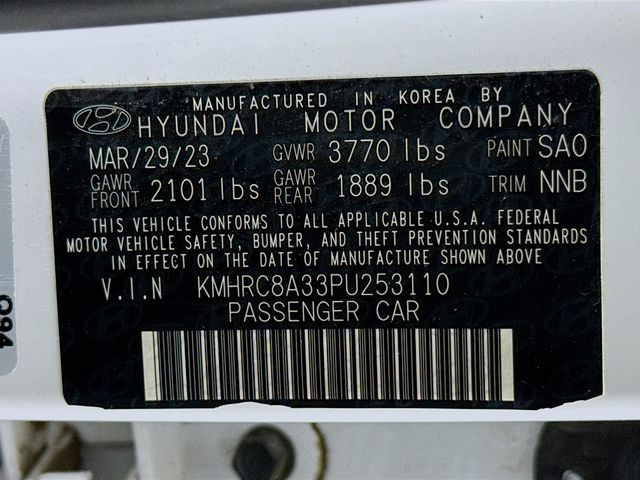 MANUFACTURED IN KOREA BY
HYUNDAI MOTOR COMPANY
MAR/29/23 GVWR 3770 lbs PAINT SAO
GAWR FRONT 2101 lbs GAWR REAR 1889 lbs TRIM NNB
THIS VEHICLE CONFORMS TO ALL APPLICABLE U.S.A. FEDERAL
MOTOR VEHICLE SAFETY, BUMPER, AND THEFT PREVENTION STANDARDS
IN EFFECT ON THE DATE OF MANUFACTURE SHOWN ABOVE
V.I.N KMHRC8A33PU253110
PASSENGER CAR